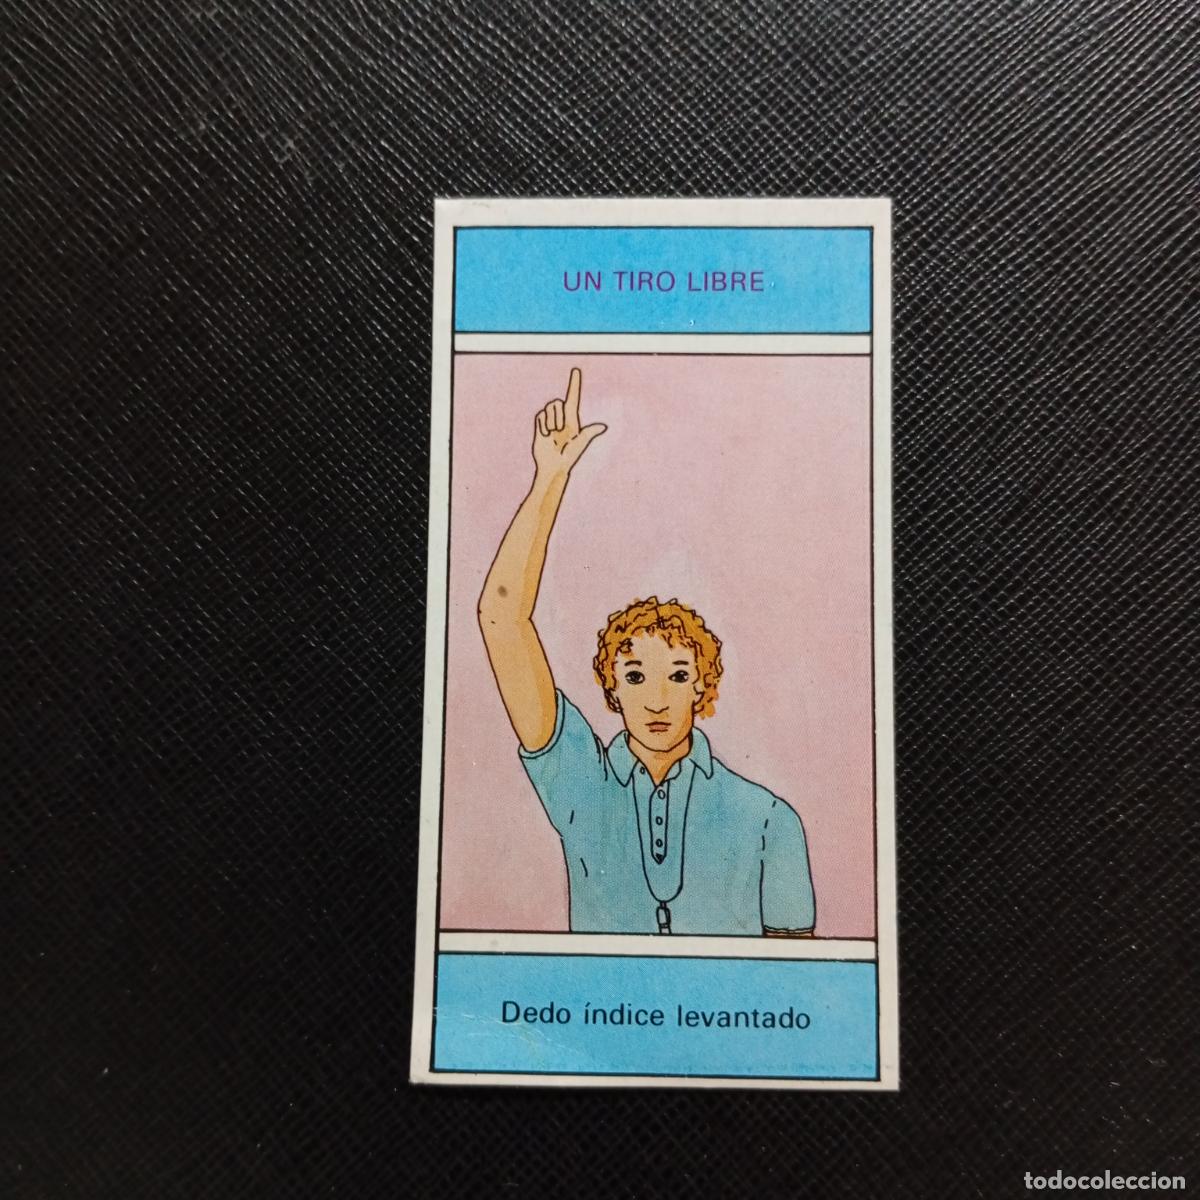 UN TIRO LIBRE
Dedo índice levantado
todocoleccion